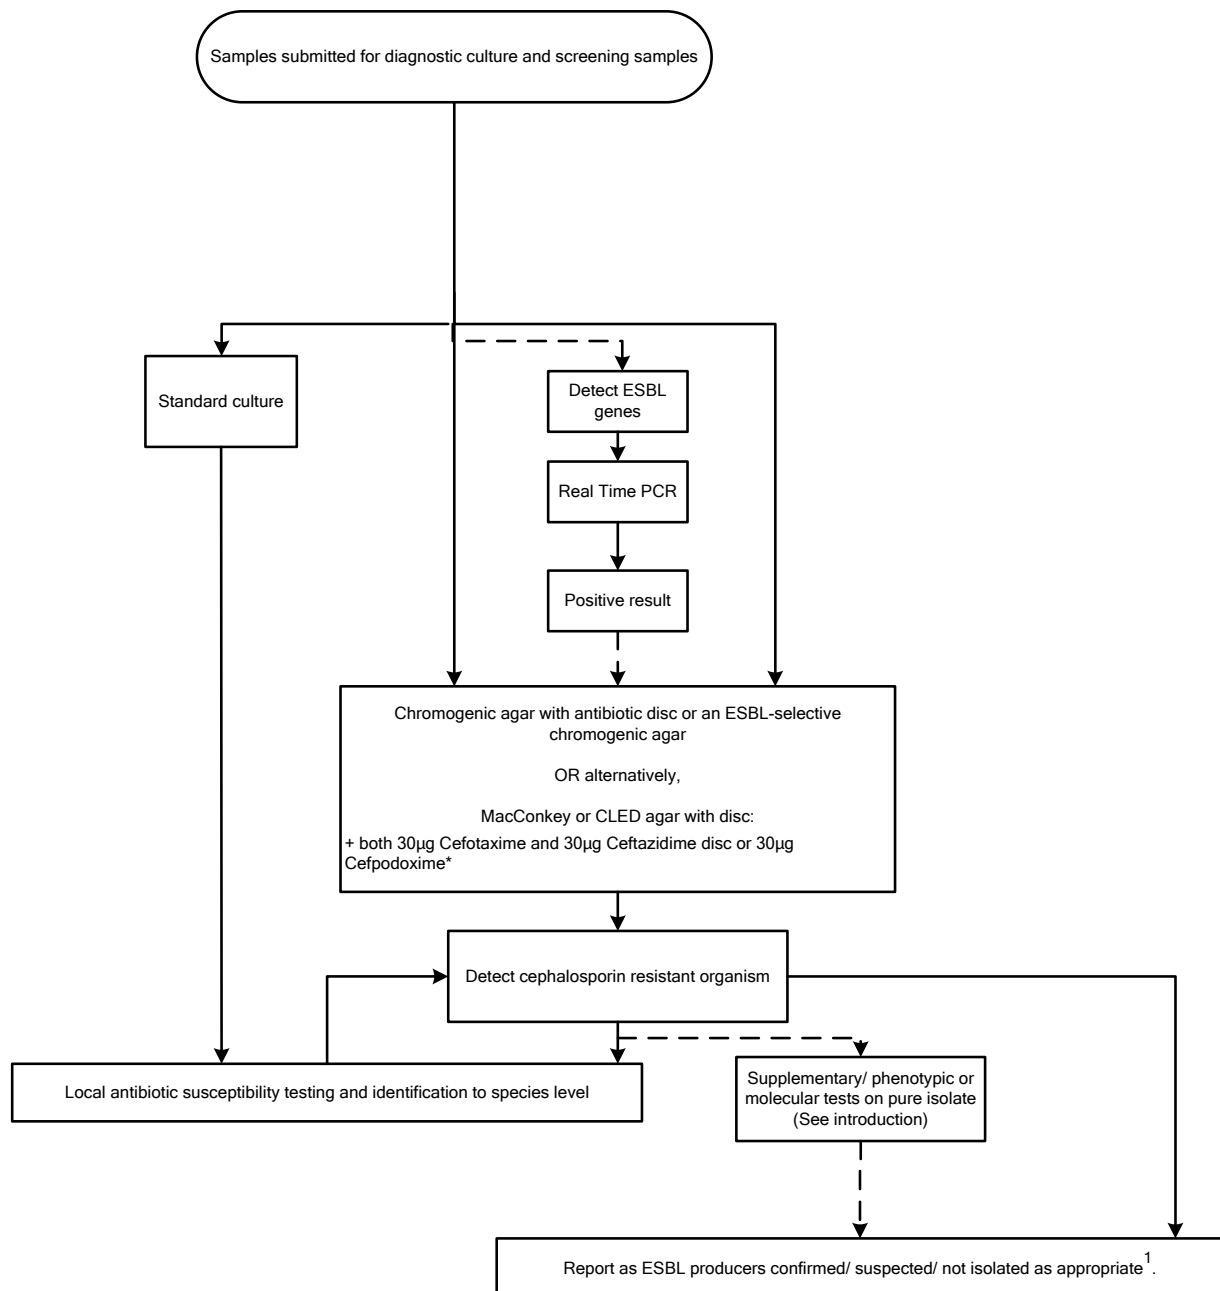 Samples submitted for diagnostic culture and screening samples
Standard culture
Detect ESBL
genes
Real Time PCR
Positive result
Chromogenic agar with antibiotic disc or an ESBL-selective
chromogenic agar
OR alternatively,
MacConkey or CLED agar with disc:
+ both 30µg Cefotaxime and 30µg Ceftazidime disc or 30µg
Cefpodoxime*
Detect cephalosporin resistant organism
Local antibiotic susceptibility testing and identification to species level
Supplementary/ phenotypic or
molecular tests on pure isolate
(See introduction)
Report as ESBL producers confirmed/ suspected/ not isolated as appropriate¹.